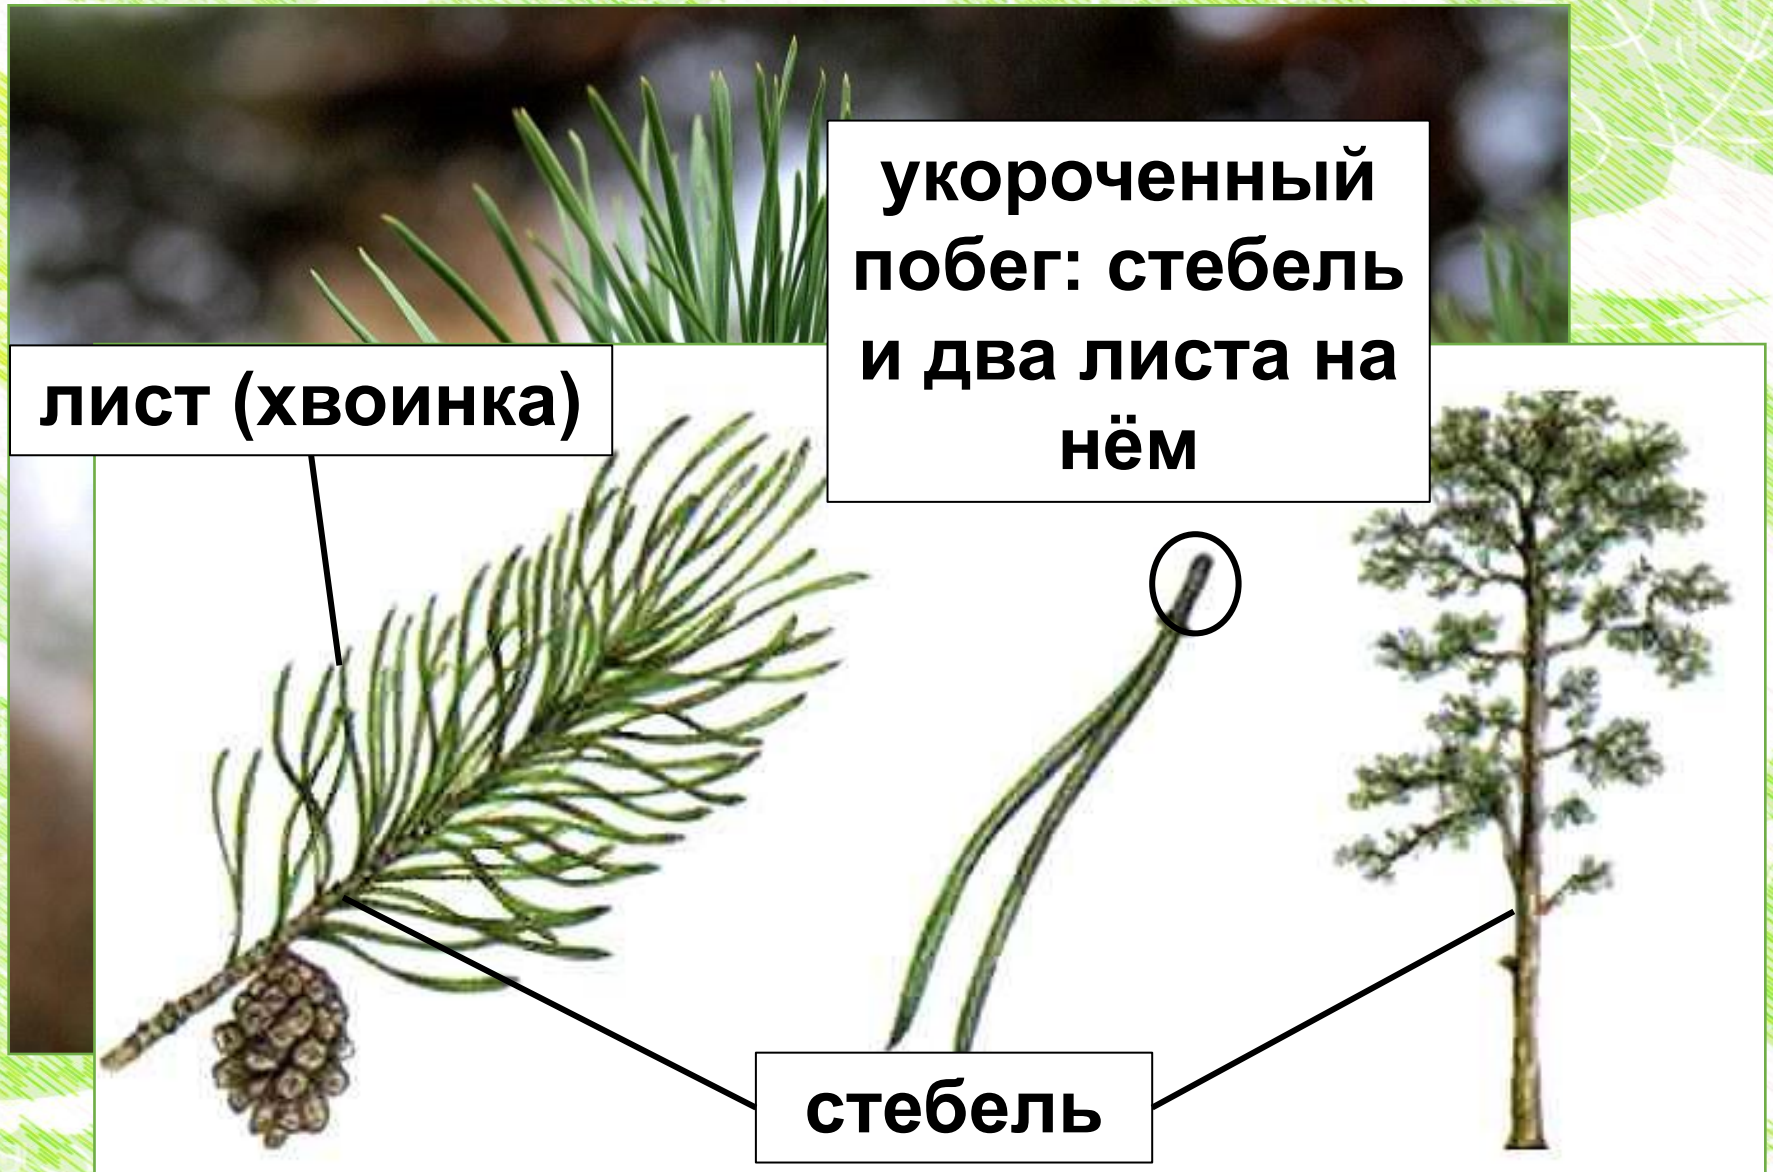 укороченный
побег: стебель
и два листа на
нём
лист (хвоинка)
стебель